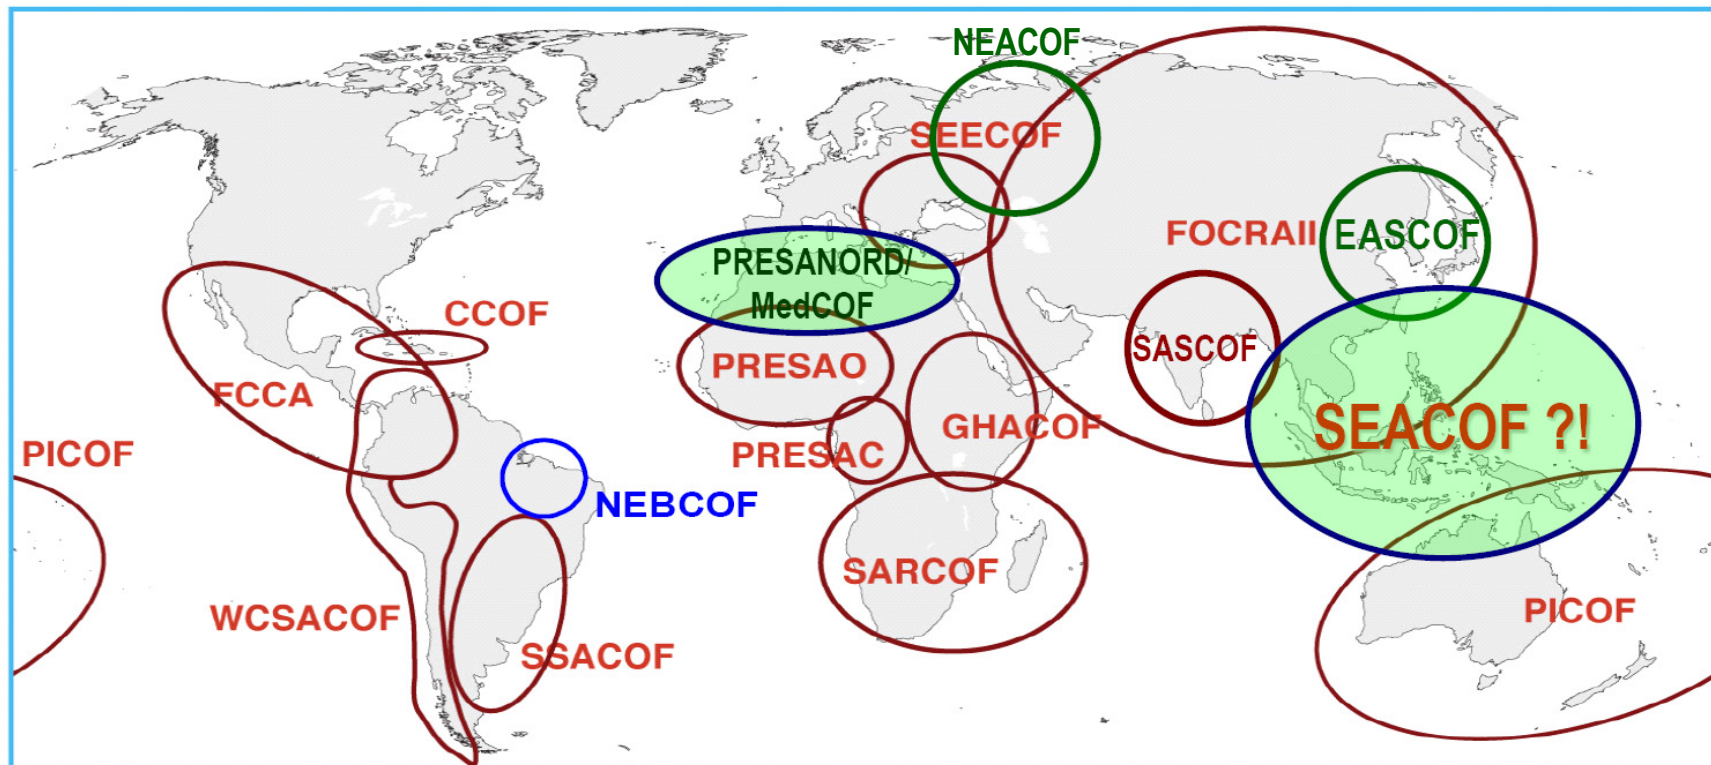 NEACOF
SEECOF
FOCRAII
EASCOF
PRESANORD/
MedCOF
CCOF
SASCOF
PRESAO
FCCA
SEACOF ?!
GHACOF
PICOF
PRESAC
NEBCOF
SARCOF
WCSACOF
PICOF
SSACOF